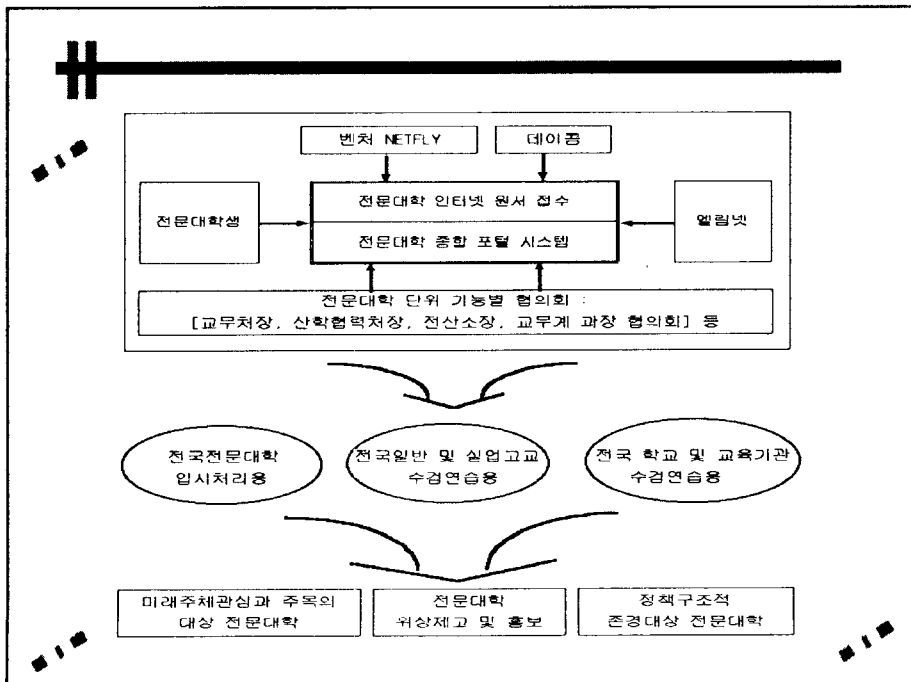 벤처 NETFLY
데이콤
전문대학생
전문대학 인터넷 원서 접수
전문대학 종합 포털 시스템
엘림넷
전문대학 단위 기능별 협의회 :
[교무처장, 산학협력처장, 전산소장, 교무계 과장 협의회] 등
전국전문대학
입시처리용
전국일반 및 실업고교
수검연습용
전국 학교 및 교육기관
수검연습용
미래주체관심과 주목의
대상 전문대학
전문대학
위상제고 및 홍보
정책구조적
존경대상 전문대학